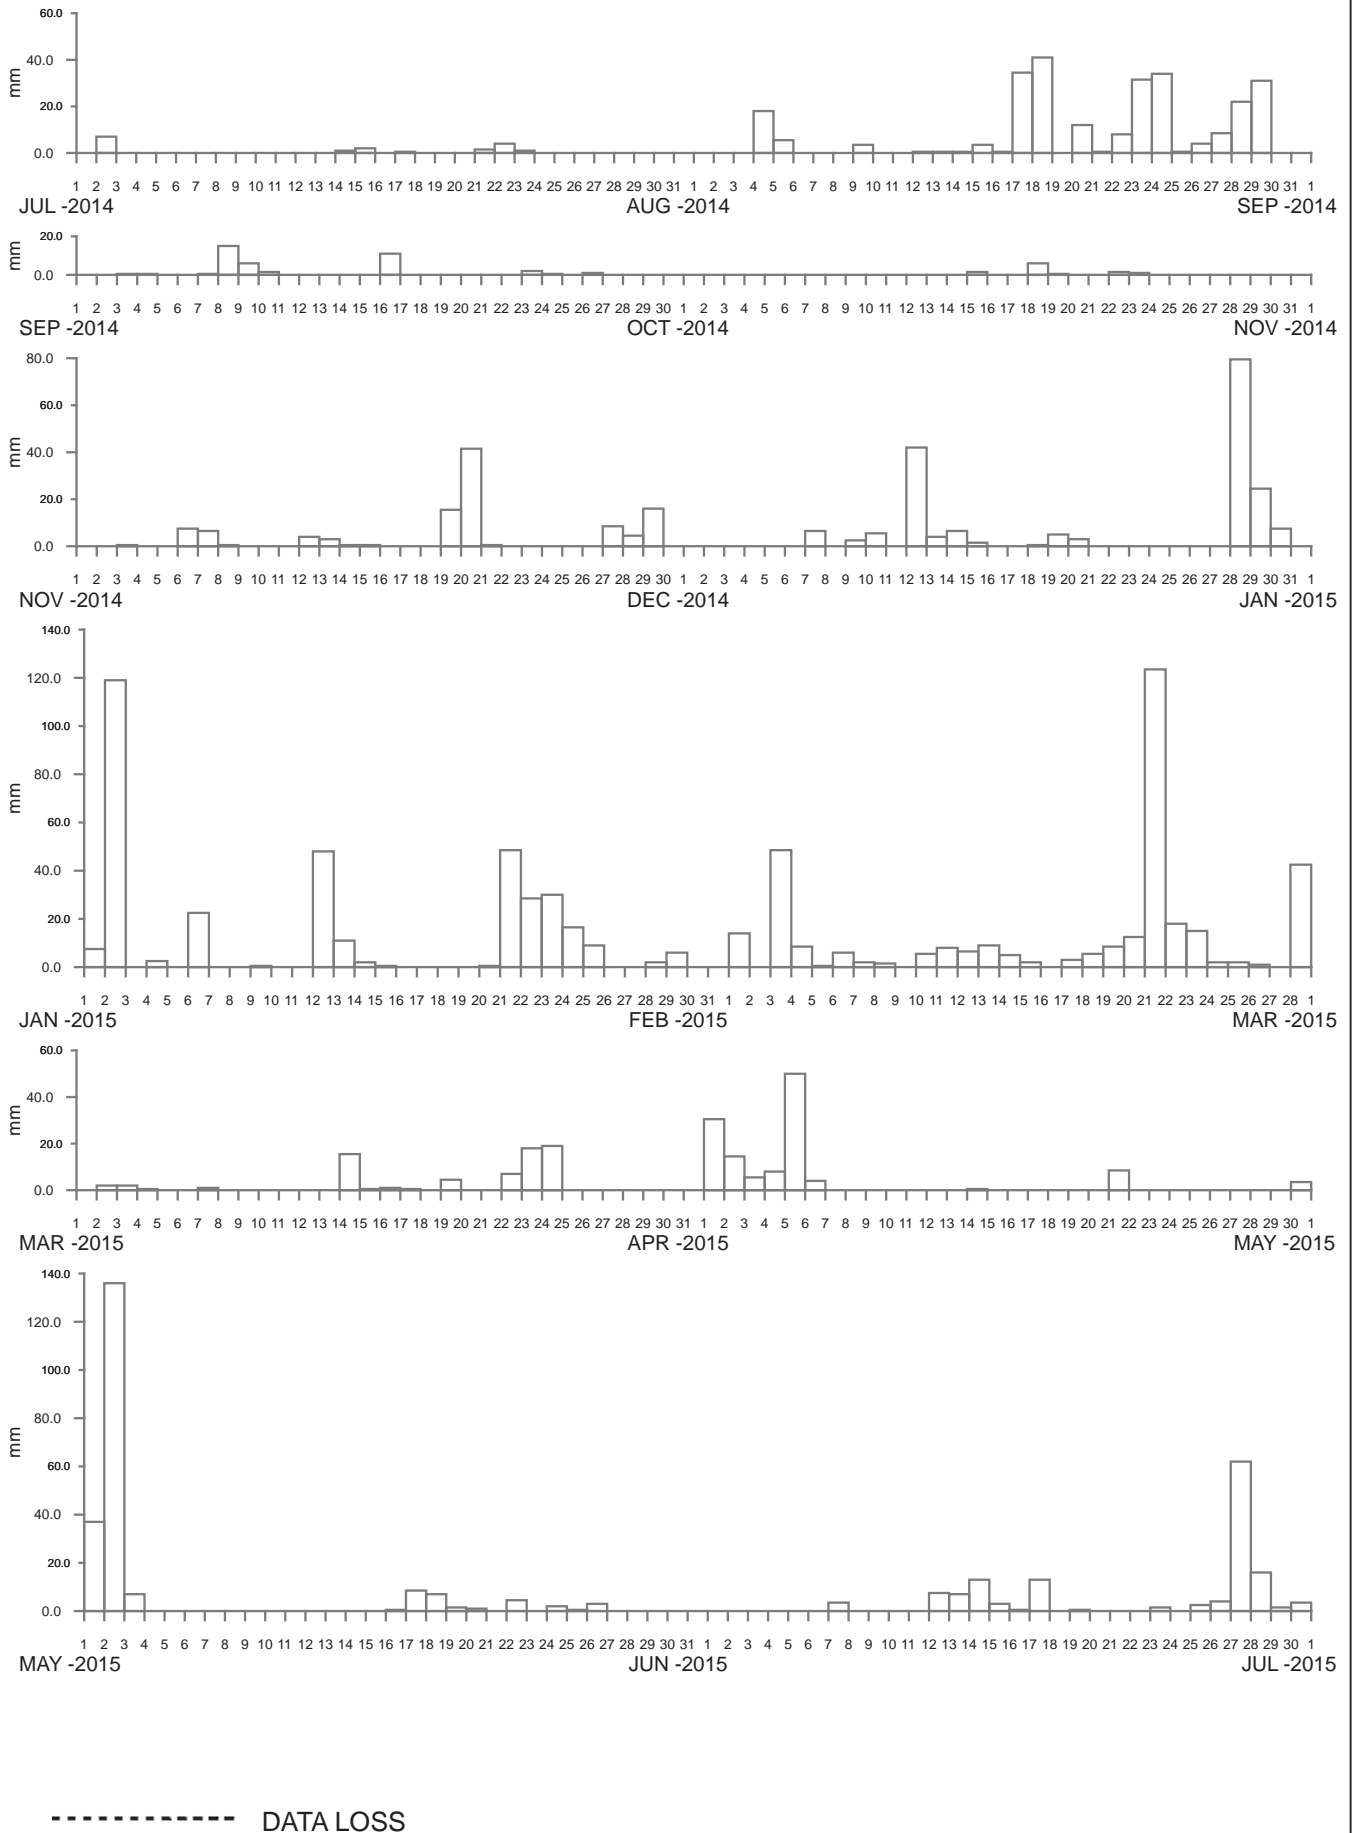 60.0
40.0
20.0
0.0
mm
1 2 3 4 5 6 7 8 9 10 11 12 13 14 15 16 17 18 19 20 21 22 23 24 25 26 27 28 29 30 31 1 2 3 4 5 6 7 8 9 10 11 12 13 14 15 16 17 18 19 20 21 22 23 24 25 26 27 28 29 30 31 1
JUL -2014 AUG -2014 SEP -2014
20.0
0.0
mm
1 2 3 4 5 6 7 8 9 10 11 12 13 14 15 16 17 18 19 20 21 22 23 24 25 26 27 28 29 30 1 2 3 4 5 6 7 8 9 10 11 12 13 14 15 16 17 18 19 20 21 22 23 24 25 26 27 28 29 30 31 1
SEP -2014 OCT -2014 NOV -2014
80.0
60.0
40.0
20.0
0.0
mm
1 2 3 4 5 6 7 8 9 10 11 12 13 14 15 16 17 18 19 20 21 22 23 24 25 26 27 28 29 30 1 2 3 4 5 6 7 8 9 10 11 12 13 14 15 16 17 18 19 20 21 22 23 24 25 26 27 28 29 30 31 1
NOV -2014 DEC -2014 JAN -2015
140.0
120.0
100.0
80.0
60.0
40.0
20.0
0.0
mm
1 2 3 4 5 6 7 8 9 10 11 12 13 14 15 16 17 18 19 20 21 22 23 24 25 26 27 28 29 30 31 1 2 3 4 5 6 7 8 9 10 11 12 13 14 15 16 17 18 19 20 21 22 23 24 25 26 27 28 1
JAN -2015 FEB -2015 MAR -2015
60.0
40.0
20.0
0.0
mm
1 2 3 4 5 6 7 8 9 10 11 12 13 14 15 16 17 18 19 20 21 22 23 24 25 26 27 28 29 30 31 1 2 3 4 5 6 7 8 9 10 11 12 13 14 15 16 17 18 19 20 21 22 23 24 25 26 27 28 29 30 1
MAR -2015 APR -2015 MAY -2015
140.0
120.0
100.0
80.0
60.0
40.0
20.0
0.0
mm
1 2 3 4 5 6 7 8 9 10 11 12 13 14 15 16 17 18 19 20 21 22 23 24 25 26 27 28 29 30 31 1 2 3 4 5 6 7 8 9 10 11 12 13 14 15 16 17 18 19 20 21 22 23 24 25 26 27 28 29 30 1
MAY -2015 JUN -2015 JUL -2015
DATA LOSS